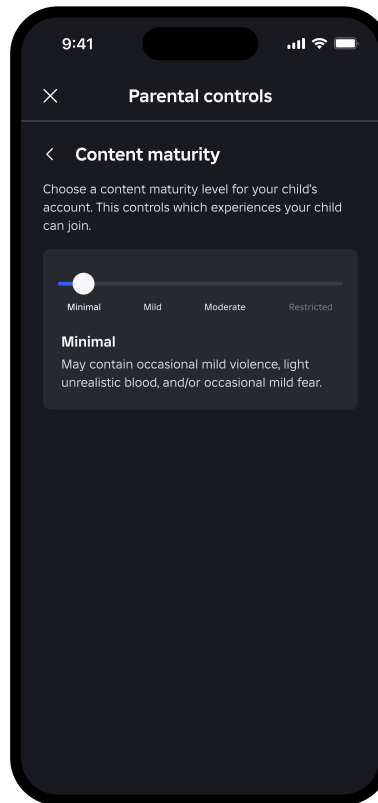 9:41
Parental controls
Content maturity
Choose a content maturity level for your child's
account. This controls which experiences your child
can join.
Minimal Mild Moderate Restricted
Minimal
May contain occasional mild violence, light
unrealistic blood, and/or occasional mild fear.